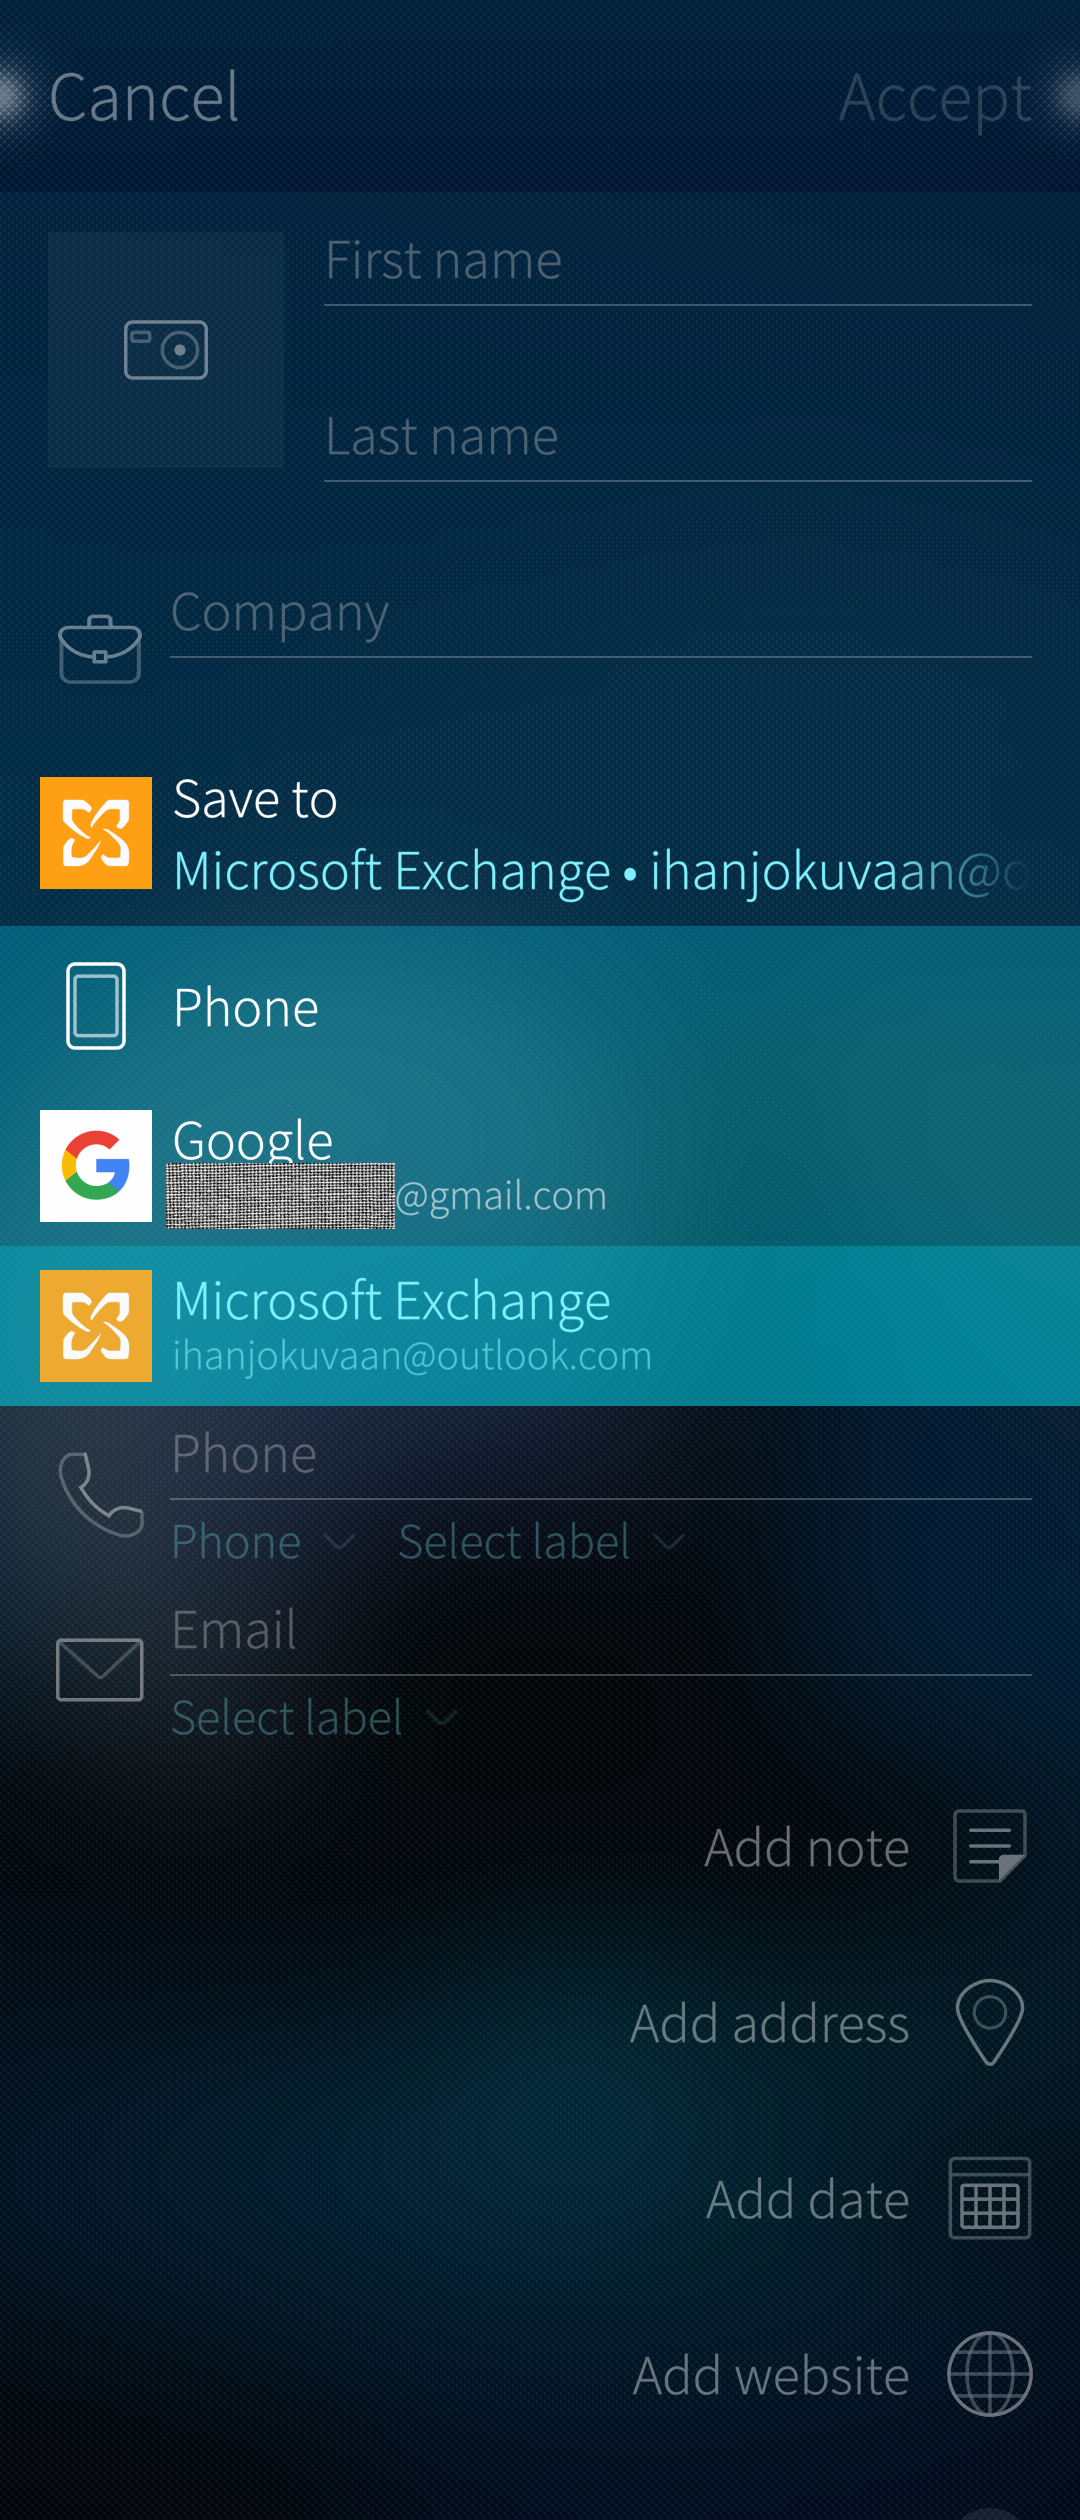 Cancel Accept
First name
Last name
Company
Save to
Microsoft Exchange • ihanjokuvaan@
Phone
Google
@gmail.com
Microsoft Exchange
ihanjokuvaan@outlook.com
Phone
Phone Select label
Email
Select label
Add note
Add address
Add date
Add website